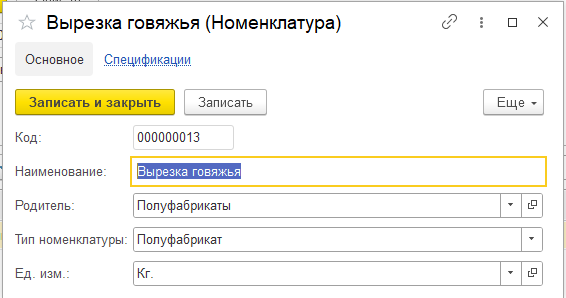 Вырезка говяжья (Номенклатура)
Основное Спецификации
Записать и закрыть Записать Еще
Код: 000000013
Наименование: Вырезка говяжья
Родитель: Полуфабрикаты
Тип номенклатуры: Полуфабрикат
Ед. изм.: Кг.